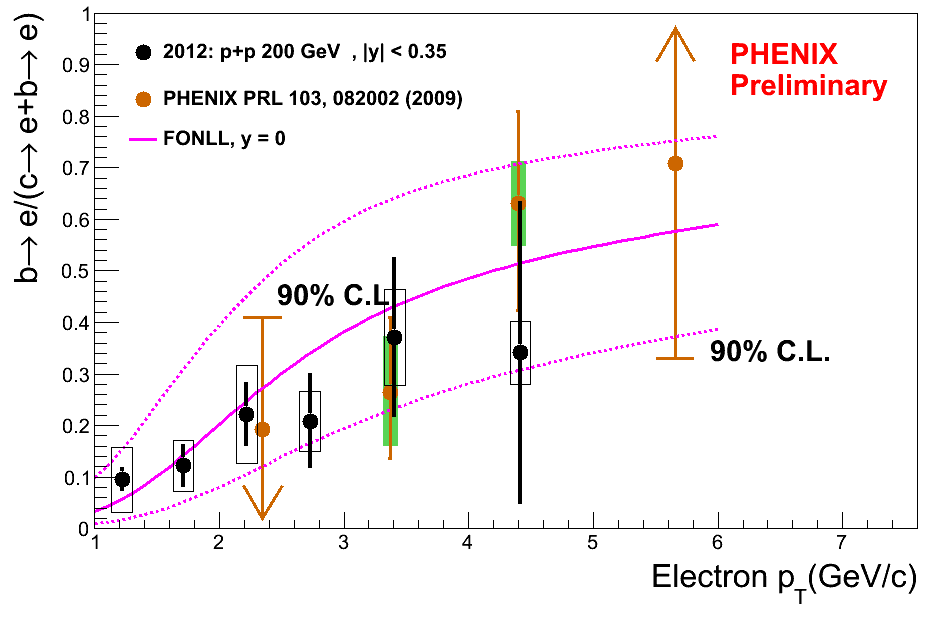 b→ e/(c→ e+b→ e)
1
0.9
0.8
0.7
0.6
0.5
0.4
0.3
0.2
0.1
0
2012: p+p 200 GeV , |y| < 0.35
PHENIX PRL 103, 082002 (2009)
FONLL, y = 0
PHENIX
Preliminary
90% C.L.
90% C.L.
1 2 3 4 5 6 7
Electron p_T(GeV/c)